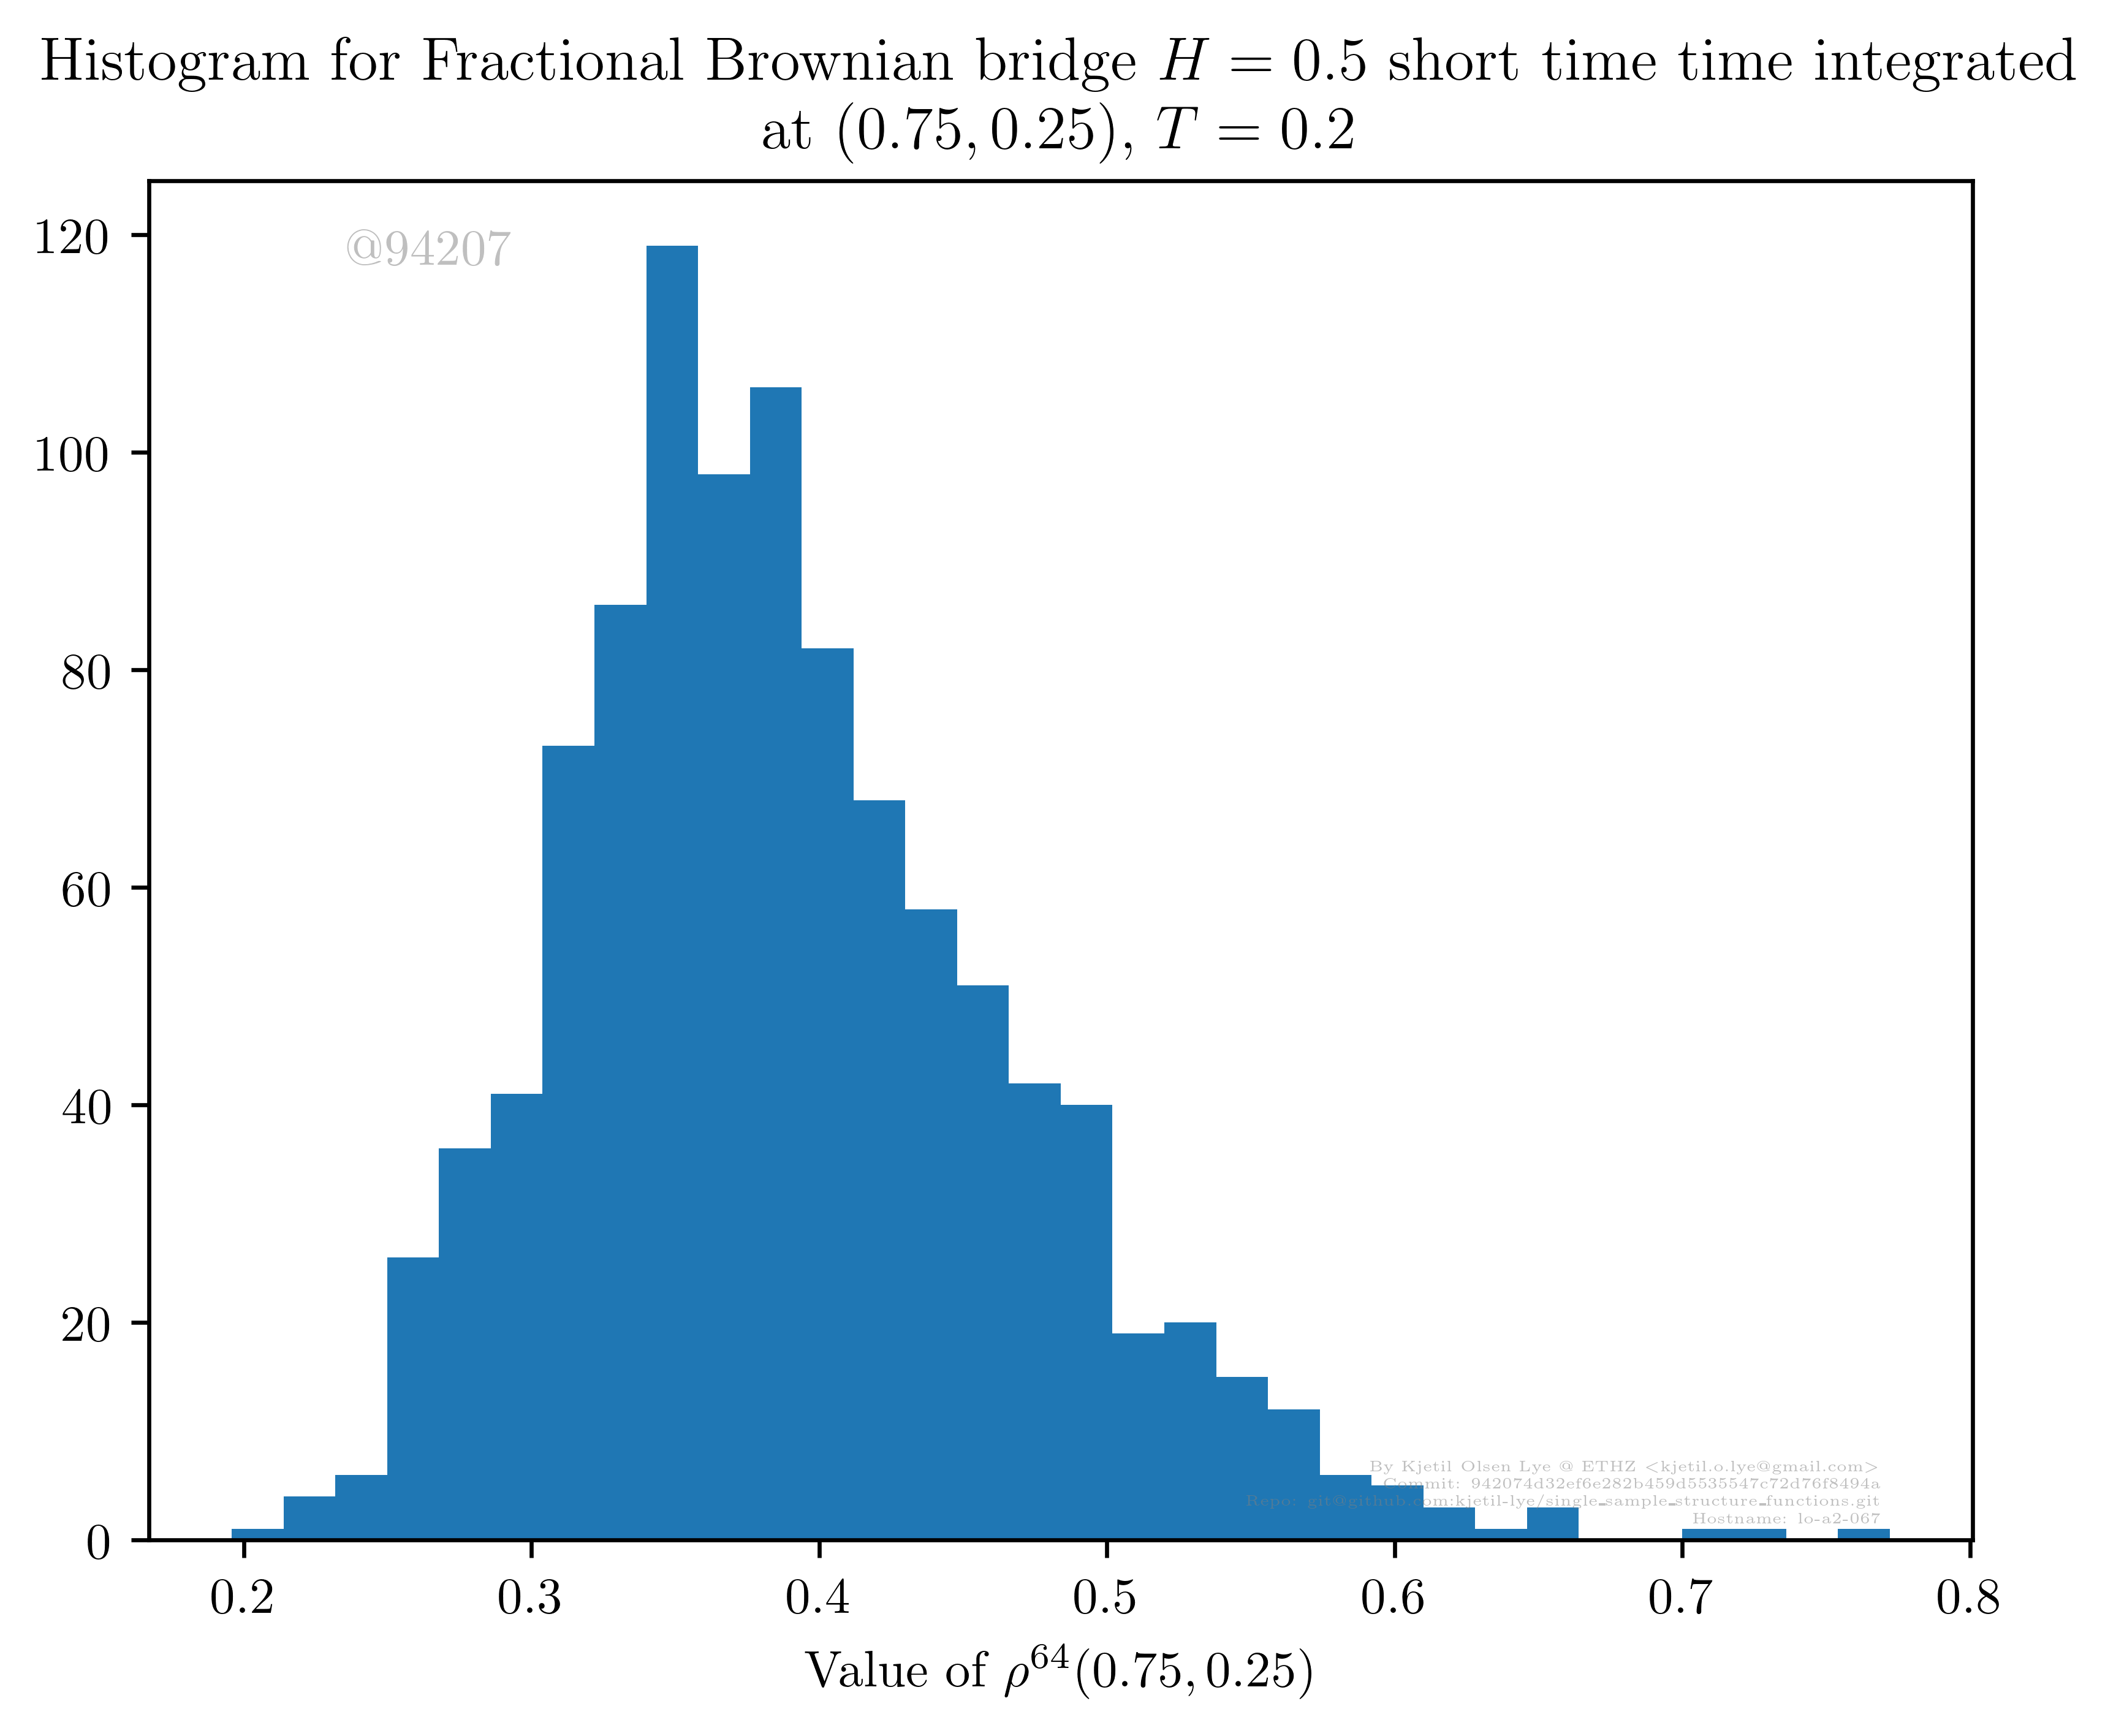 Histogram for Fractional Brownian bridge H = 0.5 short time time integrated
at (0.75, 0.25), T = 0.2
@94207
120
100
80
60
40
20
0
By Kjetil Olsen Lye @ ETHZ <kjetil.o.lye@gmail.com>
Commit: 942074d32ef6e282b459d5535547c72d76f8494a
Repo: git@github.com:kjetil-lye/single_sample_structure_functions.git
Hostname: lo-a2-067
0.2 0.3 0.4 0.5 0.6 0.7 0.8
Value of ρ⁶⁴(0.75, 0.25)